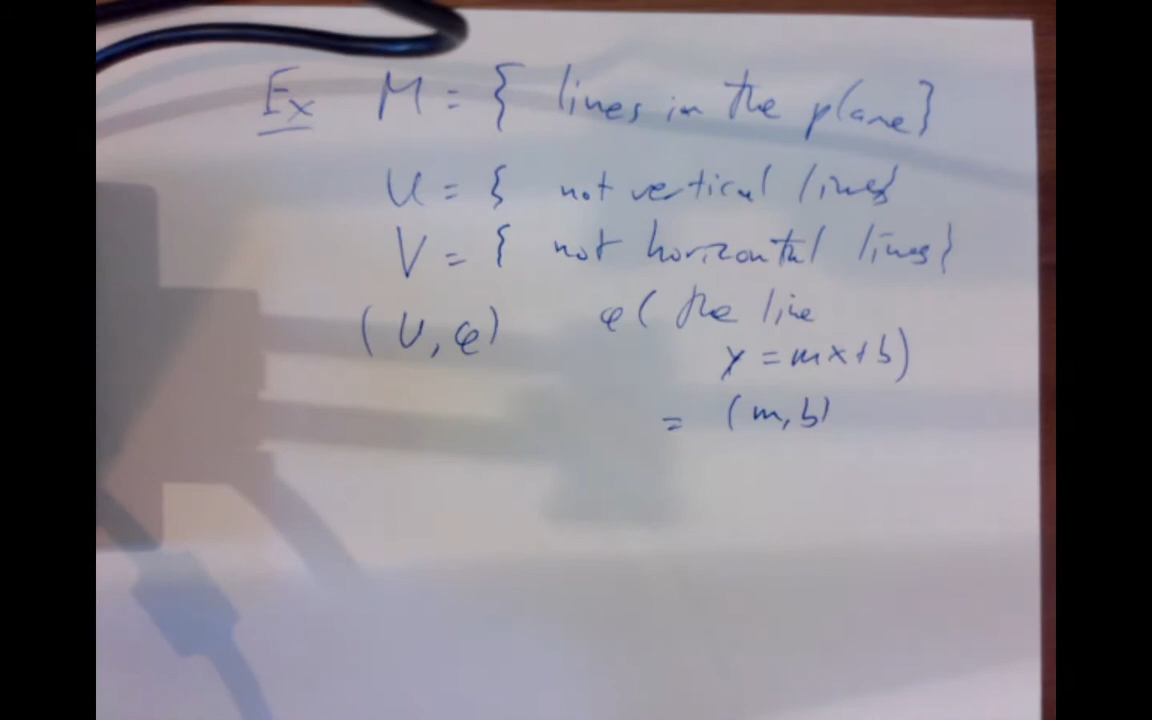 Ex M = { lines in the plane}
U = { not vertical lines}
V = { not horizontal lines}
(U, φ) φ( the line
y = mx+b)
= (m, b)